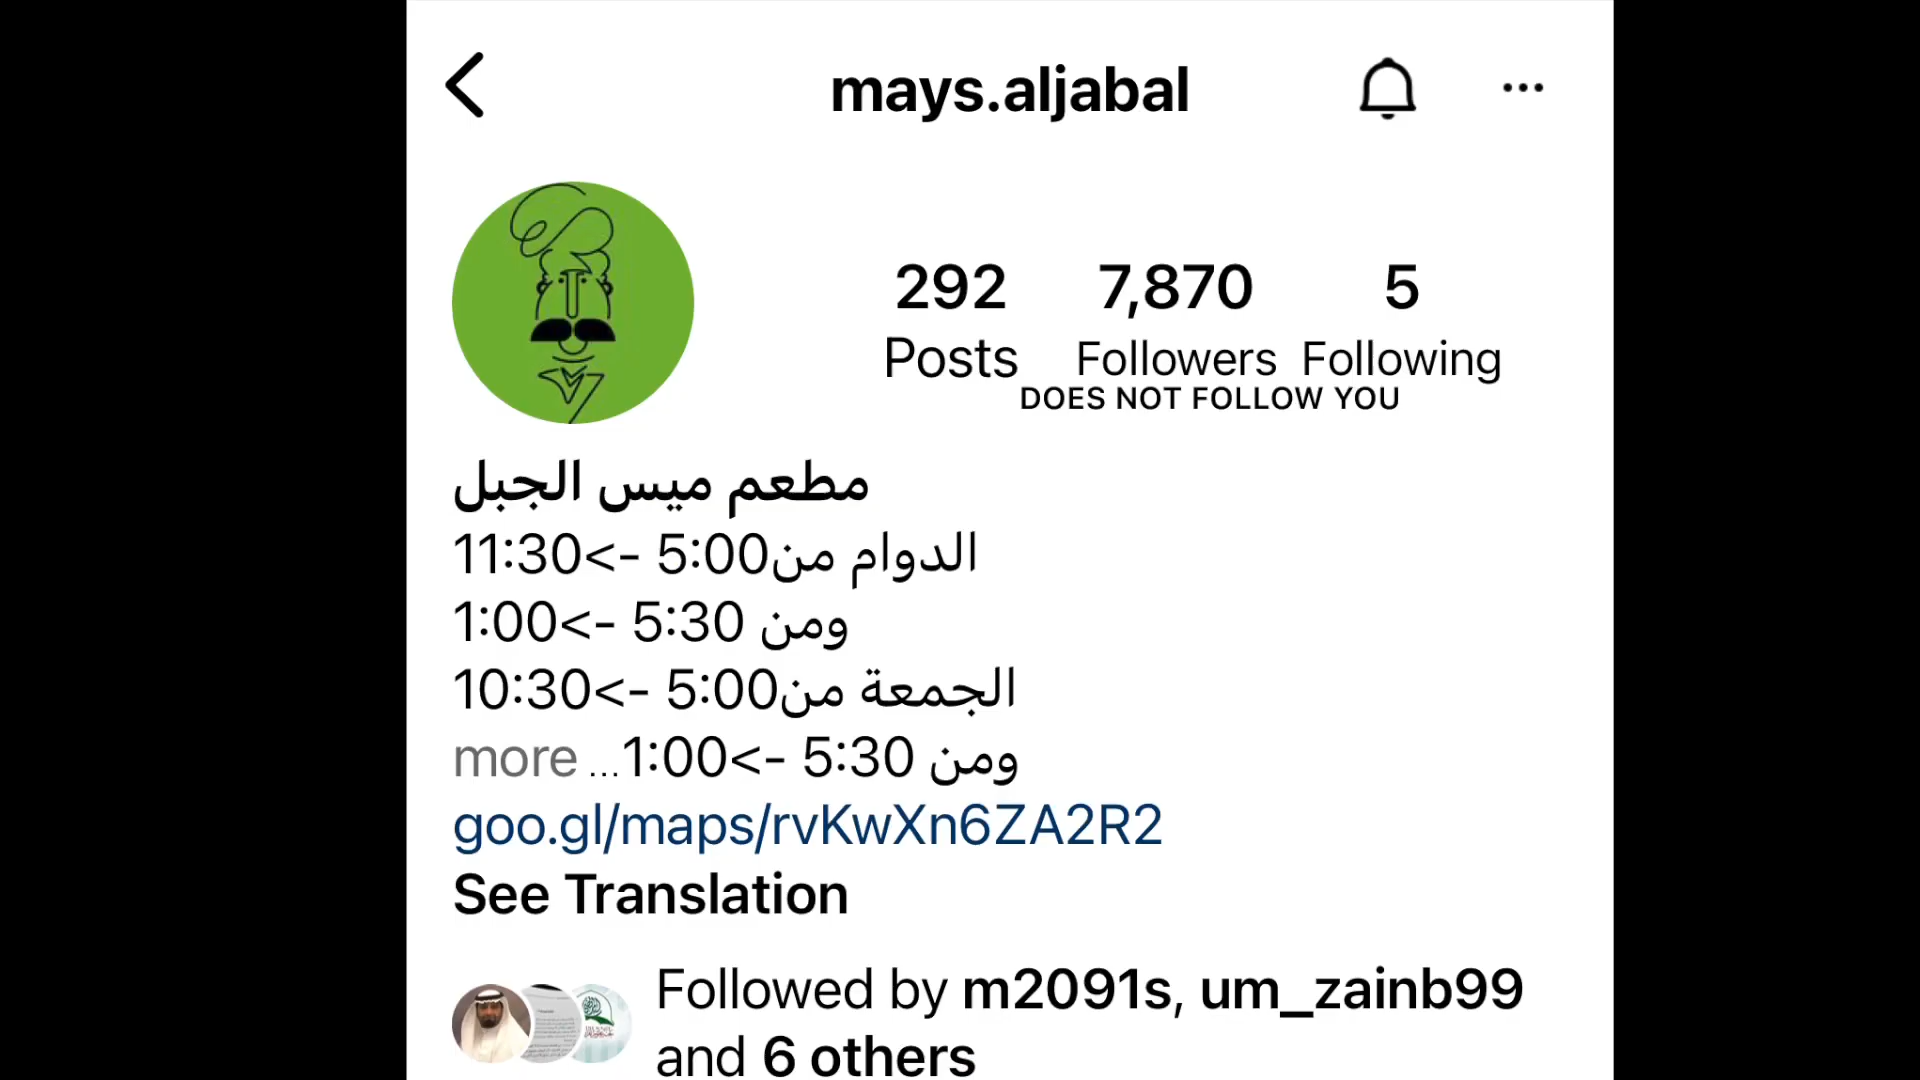 mays.aljabal
292 7,870 5
Posts Followers Following
DOES NOT FOLLOW YOU
مطعم ميس الجبل
الدوام من5:00 ->11:30
ومن 5:30 ->1:00
الجمعة من5:00 ->10:30
ومن 5:30 ->1:00... more
goo.gl/maps/rvKwXn6ZA2R2
See Translation
Followed by m2091s, um_zainb99
and 6 others